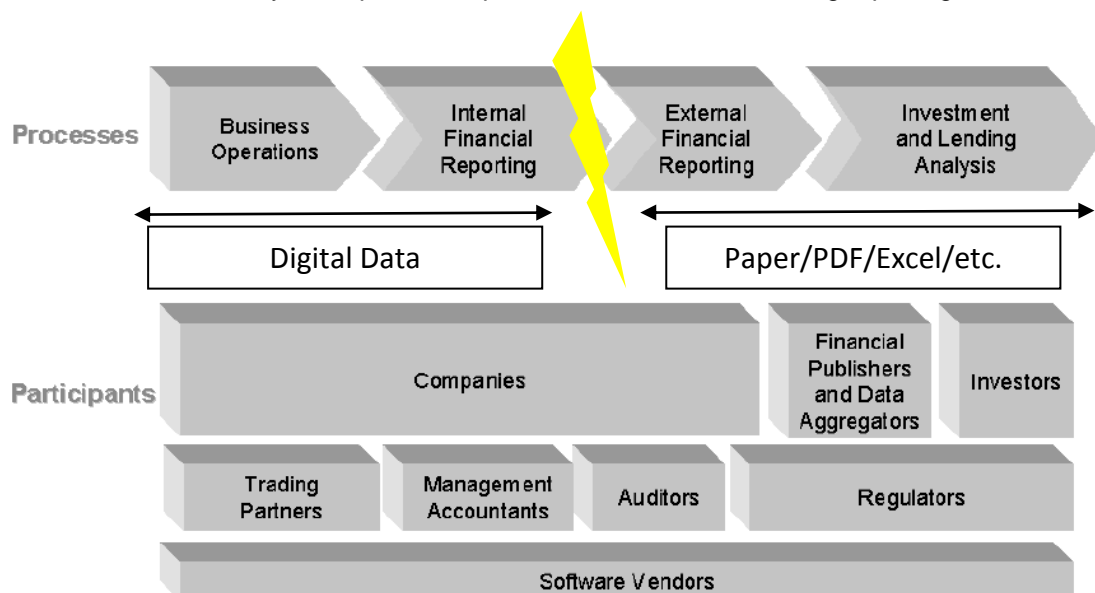 Processes
Business
Operations
Internal
Financial
Reporting
External
Financial
Reporting
Investment
and Lending
Analysis
Digital Data
Paper/PDF/Excel/etc.
Participants
Companies
Financial
Publishers
and Data
Aggregators
Investors
Trading
Partners
Management
Accountants
Auditors
Regulators
Software Vendors